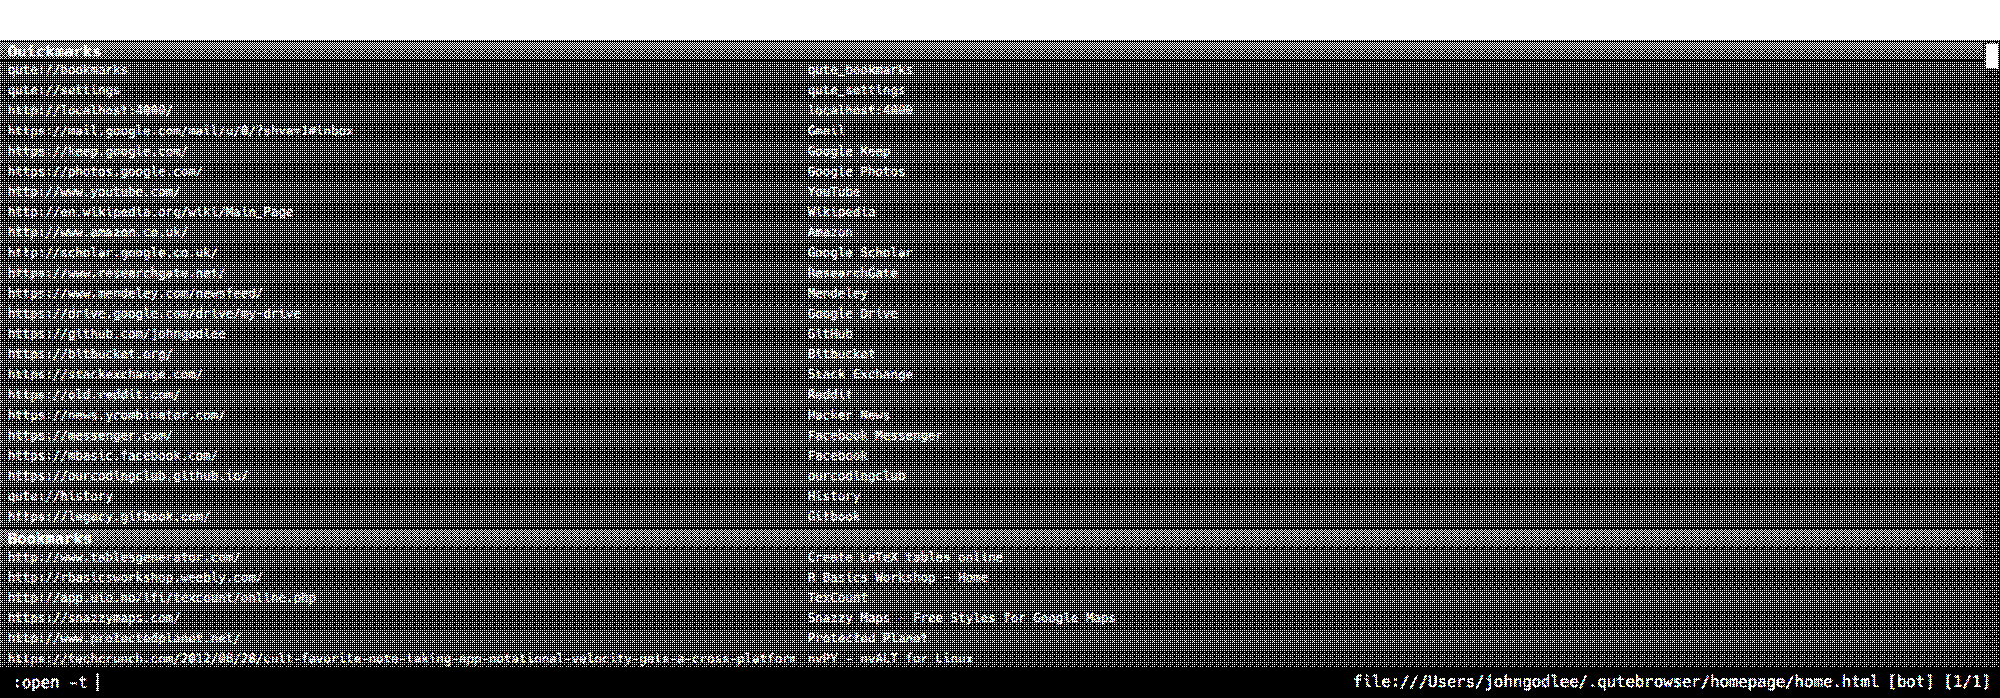 Quickmarks
qute://bookmarks qute_bookmarks
qute://settings qute_settings
http://localhost:4000/ localhost:4000
https://mail.google.com/mail/u/0/?shva=1#inbox Gmail
https://keep.google.com/ Google Keep
https://photos.google.com/ Google Photos
http://www.youtube.com/ YouTube
http://en.wikipedia.org/wiki/Main_Page Wikipedia
http://www.amazon.co.uk/ Amazon
http://scholar.google.co.uk/ Google Scholar
https://www.researchgate.net/ ResearchGate
https://www.mendeley.com/newsfeed/ Mendeley
https://drive.google.com/drive/my-drive Google Drive
https://github.com/johngodlee GitHub
https://bitbucket.org/ Bitbucket
https://stackexchange.com/ Stack Exchange
https://old.reddit.com/ Reddit
https://news.ycombinator.com/ Hacker News
https://messenger.com/ Facebook Messenger
https://mbasic.facebook.com/ Facebook
https://ourcodingclub.github.io/ ourcodingclub
qute://history History
https://legacy.gitbook.com/ Gitbook
Bookmarks
http://www.tablesgenerator.com/ Create LaTeX tables online
http://rbasicsworkshop.weebly.com/ R Basics Workshop - Home
http://app.uio.no/ifi/texcount/online.php TeXcount
https://snazzymaps.com/ Snazzy Maps - Free Styles for Google Maps
http://www.protectedplanet.net/ Protected Planet
https://techcrunch.com/2012/06/28/cult-favorite-note-taking-app-notational-velocity-gets-a-cross-platform nvPY - nvALT for Linux
:open -t file:///Users/johngodlee/.qutebrowser/homepage/home.html [bot] [1/1]